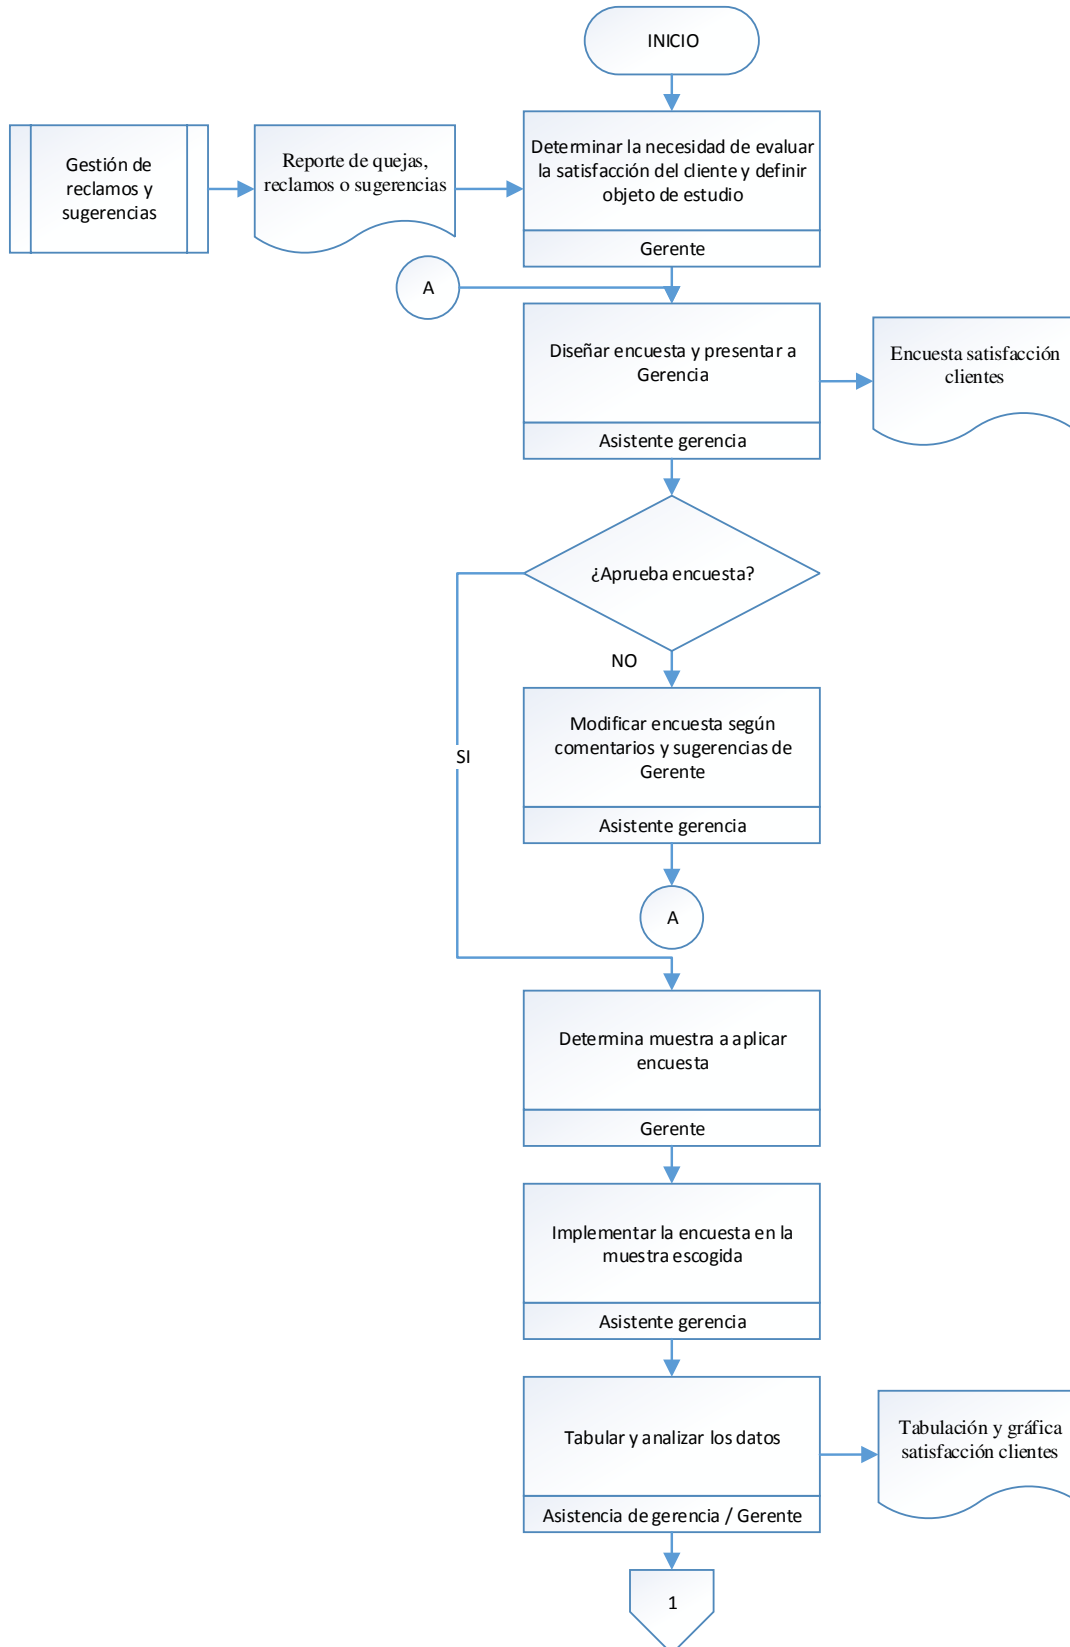 INICIO
Gestión de
reclamos y
sugerencias
Reporte de quejas,
reclamos o sugerencias
Determinar la necesidad de evaluar
la satisfacción del cliente y definir
objeto de estudio
Gerente
A
Diseñar encuesta y presentar a
Gerencia
Asistente gerencia
Encuesta satisfacción
clientes
¿Aprueba encuesta?
NO
SI
Modificar encuesta según
comentarios y sugerencias de
Gerente
Asistente gerencia
A
Determina muestra a aplicar
encuesta
Gerente
Implementar la encuesta en la
muestra escogida
Asistente gerencia
Tabular y analizar los datos
Asistencia de gerencia / Gerente
Tabulación y gráfica
satisfacción clientes
1